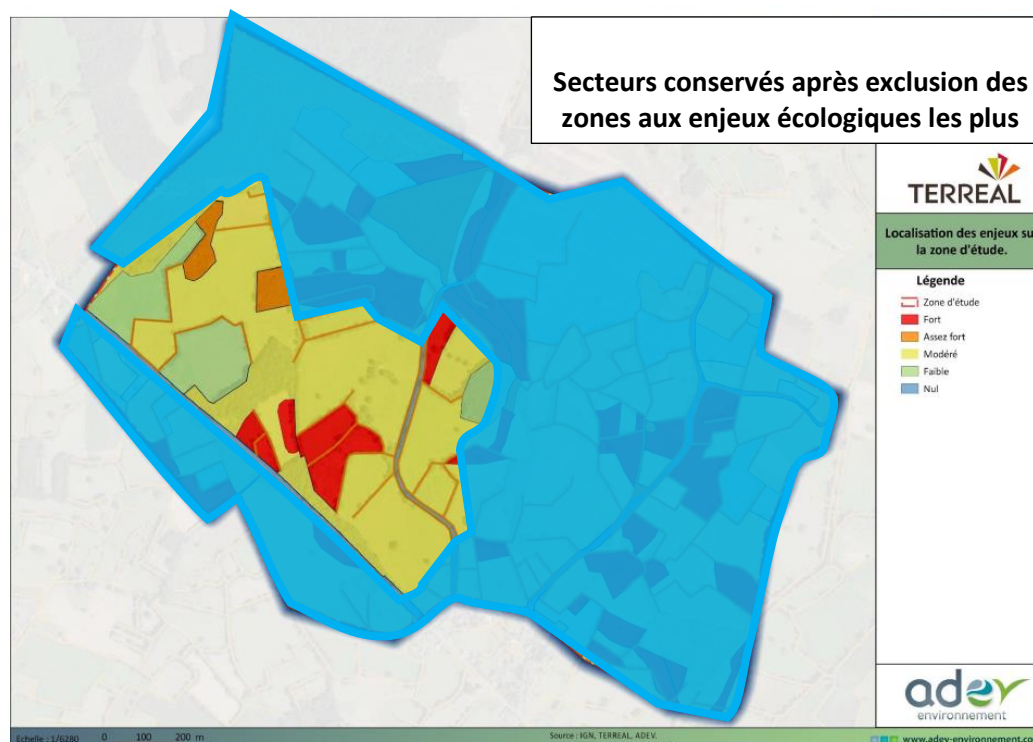 Secteurs conservés après exclusion des
zones aux enjeux écologiques les plus
TERREAL
Localisation des enjeux su
la zone d'étude.
Légende
Zone d'étude
Fort
Assez fort
Modéré
Faible
Nul
adev
environnement
Echelle : 1/6280 0 100 200 m
Source : IGN, TERREAL, ADEV.
www.adev-environnement.co